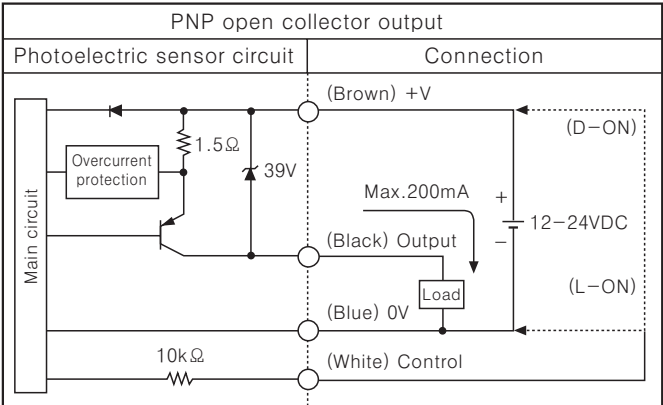 PNP open collector output
Photoelectric sensor circuit
Connection
(Brown) +V
(D-ON)
1.5Ω
Overcurrent
protection
39V
Main circuit
Max.200mA
+
12-24VDC
-
(Black) Output
Load
(L-ON)
(Blue) 0V
10kΩ
(White) Control